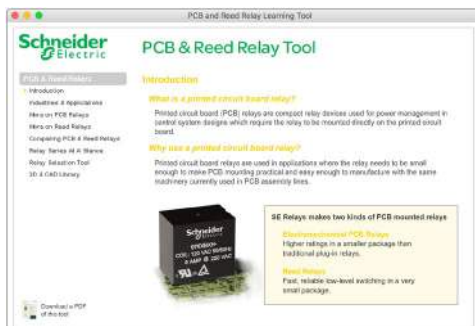 PCB and Reed Relay Learning Tool
Schneider
Electric
PCB & Reed Relay Tool
PCB & Reed Relays
Introduction
Industries & Applications
More on PCB Relays
More on Reed Relays
Comparing PCB & Reed Relays
Relay Series At A Glance
Relay Selection Tool
3D & CAD Library
Download a PDF
of this tool
Introduction
What is a printed circuit board relay?
Printed circuit board (PCB) relays are compact relay devices used for power management in
control system designs which require the relay to be mounted directly on the printed circuit
board.
Why use a printed circuit board relay?
Printed circuit board relays are used in applications where the relay needs to be small
enough to make PCB mounting practical and easy enough to manufacture with the same
machinery currently used in PCB assembly lines.
Schneider
COIL: 120 VAC 50/60Hz
SE Relays makes two kinds of PCB mounted relays
Electromechanical PCB Relays
Higher ratings in a smaller package than
traditional plug-in relays.
Reed Relays
Fast, reliable low-level switching in a very
small package.